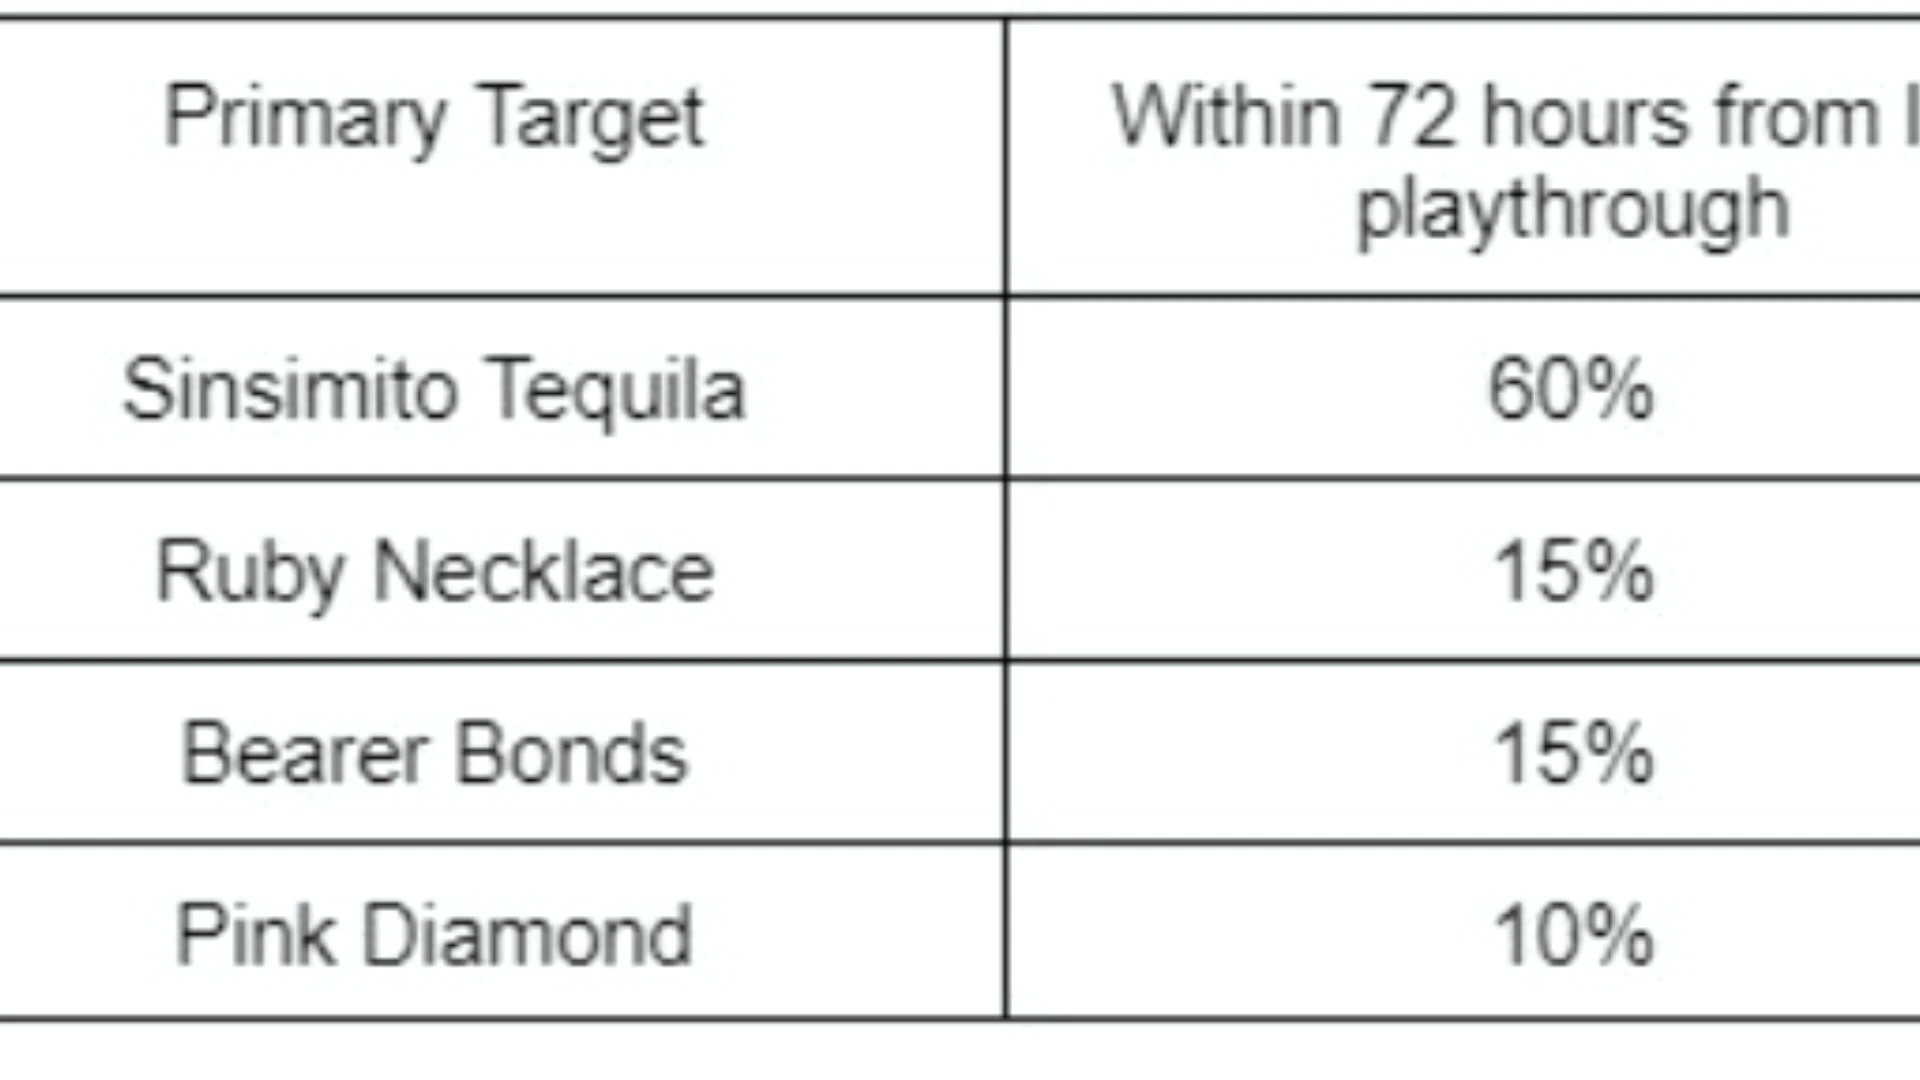 Primary Target
Within 72 hours from
playthrough
Sinsimito Tequila
60%
Ruby Necklace
15%
Bearer Bonds
15%
Pink Diamond
10%